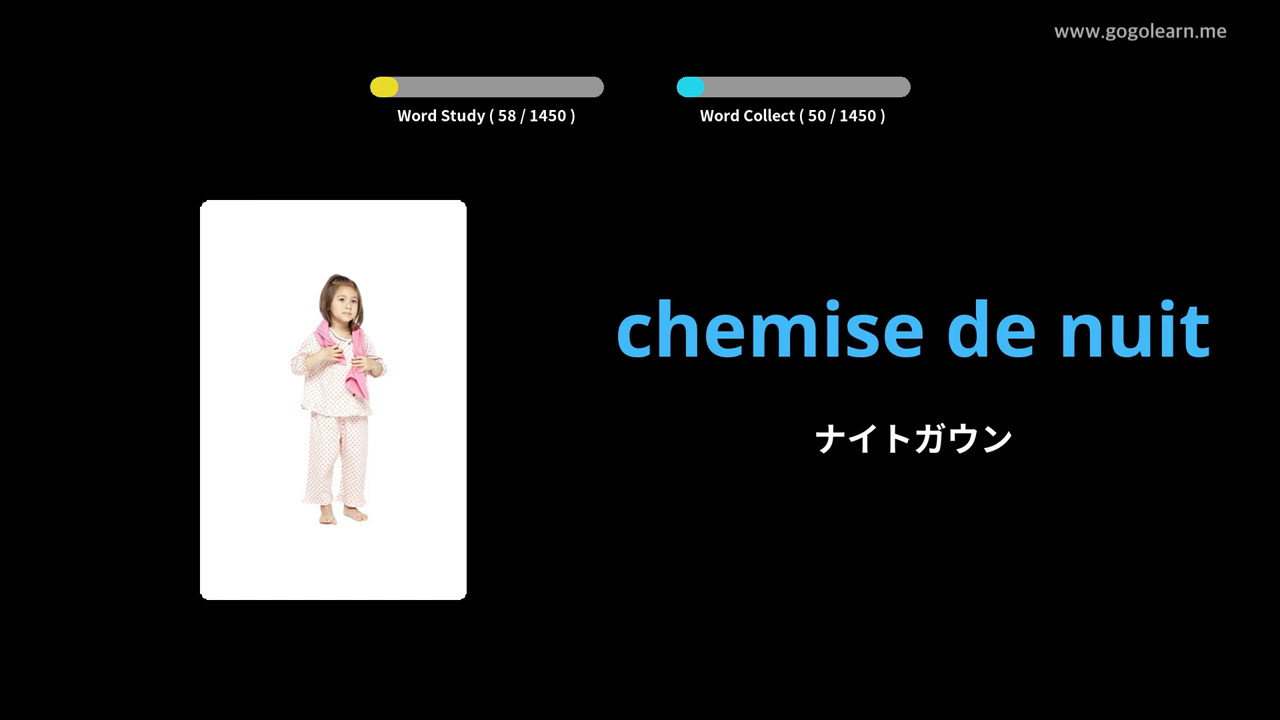 www.gogolearn.me
Word Study ( 58 / 1450 )
Word Collect ( 50 / 1450 )
chemise de nuit
ナイトガウン